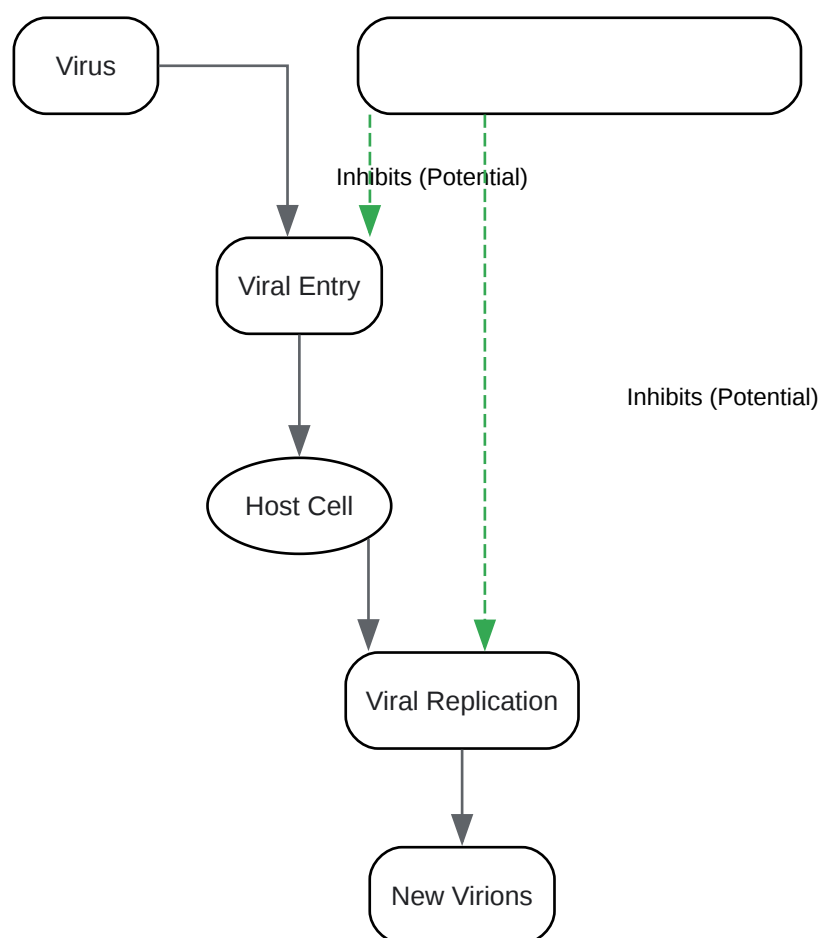 Virus
Inhibits (Potential)
Viral Entry
Inhibits (Potential)
Host Cell
Viral Replication
New Virions